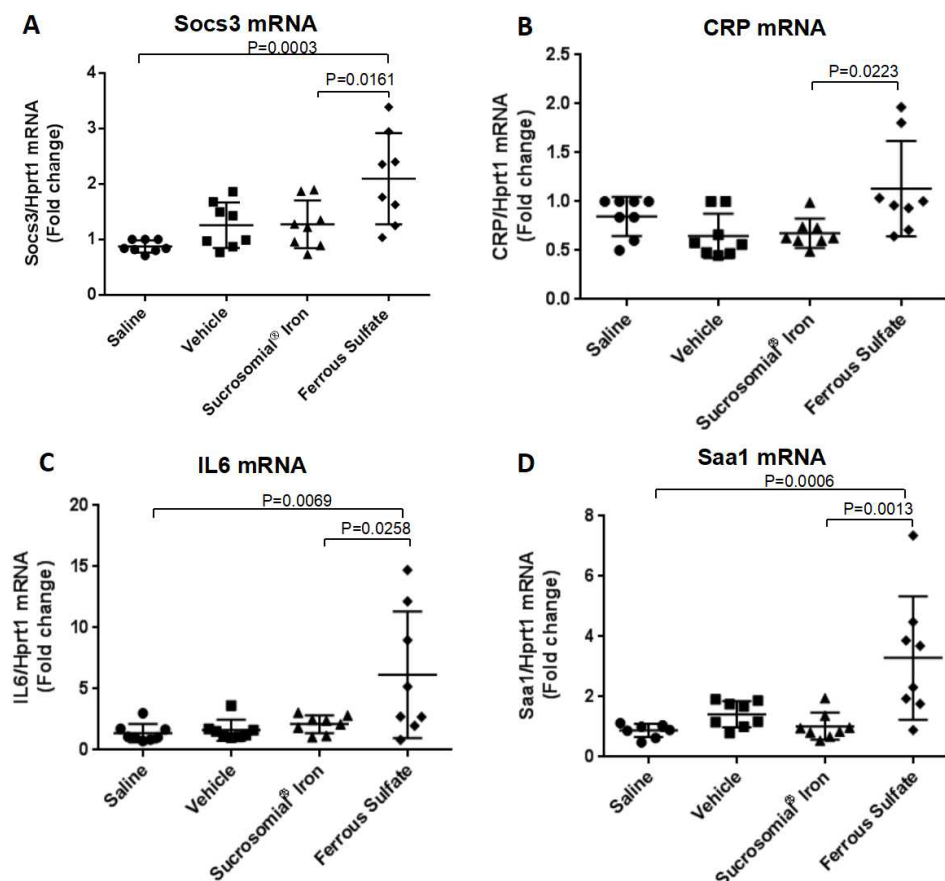 A
Socs3 mRNA
P=0.0003
P=0.0161
Socs3/Hprt1 mRNA
(Fold change)
4
3
2
1
0
Saline
Vehicle
Sucrosomial® Iron
Ferrous Sulfate
B
CRP mRNA
P=0.0223
CRP/Hprt1 mRNA
(Fold change)
2.5
2.0
1.5
1.0
0.5
0.0
Saline
Vehicle
Sucrosomial® Iron
Ferrous Sulfate
C
IL6 mRNA
P=0.0069
P=0.0258
IL6/Hprt1 mRNA
(Fold change)
20
15
10
5
0
Saline
Vehicle
Sucrosomial® Iron
Ferrous Sulfate
D
Saa1 mRNA
P=0.0006
P=0.0013
Saa1/Hprt1 mRNA
(Fold change)
8
6
4
2
0
Saline
Vehicle
Sucrosomial® Iron
Ferrous Sulfate